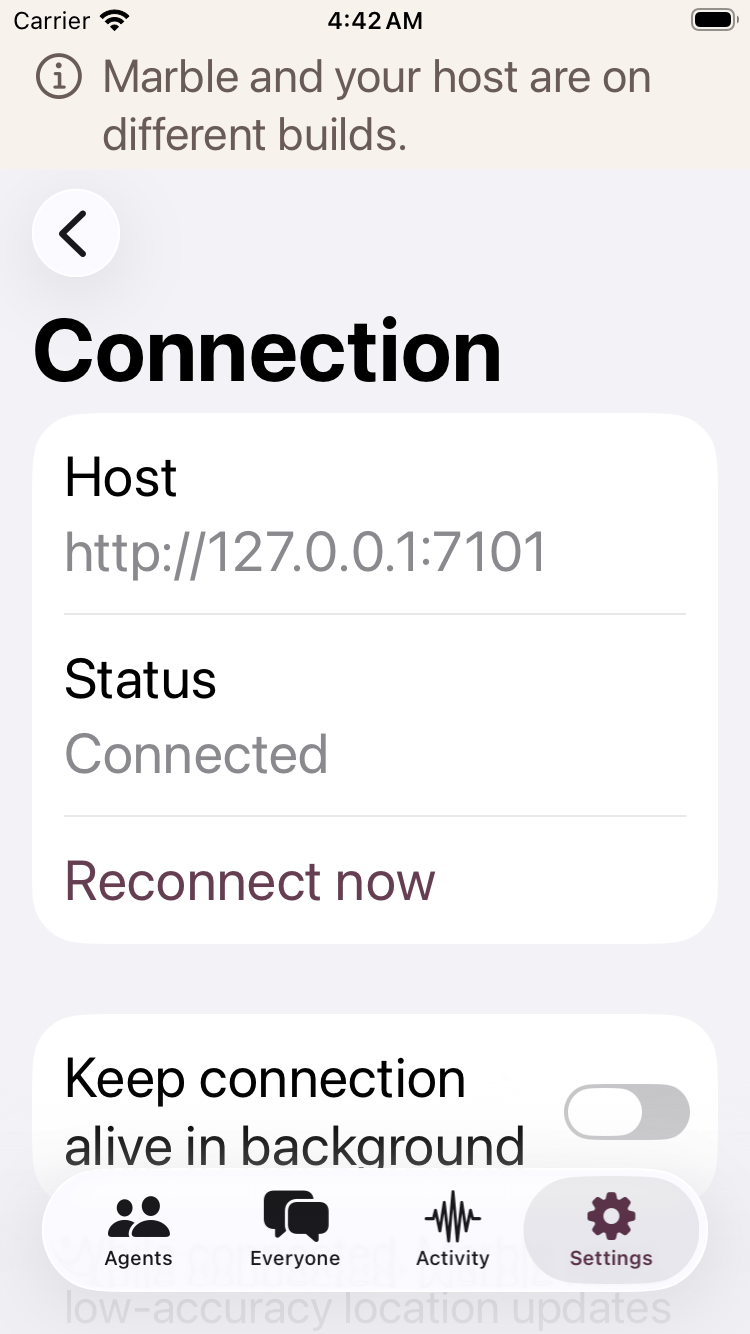 Carrier 4:42 AM
Marble and your host are on
different builds.
Connection
Host
http://127.0.0.1:7101
Status
Connected
Reconnect now
Keep connection
alive in background
Agents Everyone Activity Settings
low-accuracy location updates